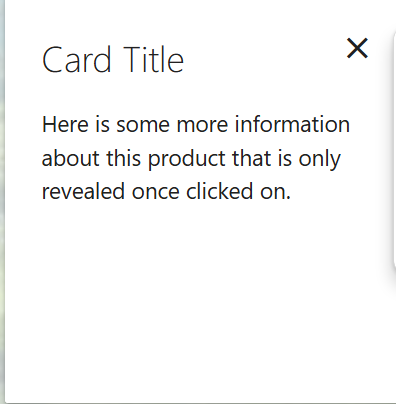 Card Title
Here is some more information
about this product that is only
revealed once clicked on.